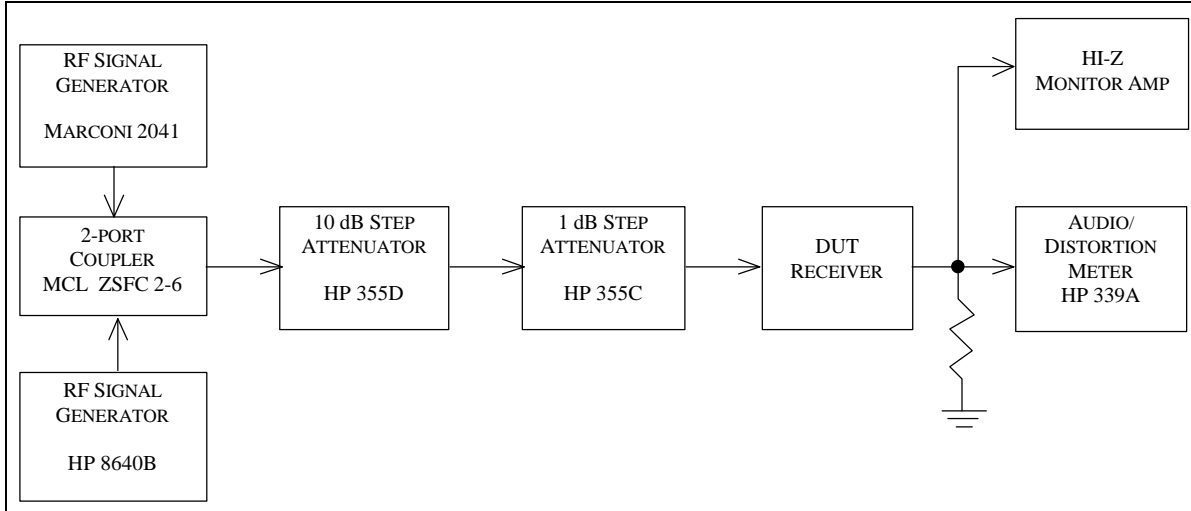 RF SIGNAL
GENERATOR
MARCONI 2041
2-PORT
COUPLER
MCL ZSFC 2-6
RF SIGNAL
GENERATOR
HP 8640B
10 dB STEP
ATTENUATOR
HP 355D
1 dB STEP
ATTENUATOR
HP 355C
DUT
RECEIVER
HI-Z
MONITOR AMP
AUDIO/
DISTORTION
METER
HP 339A